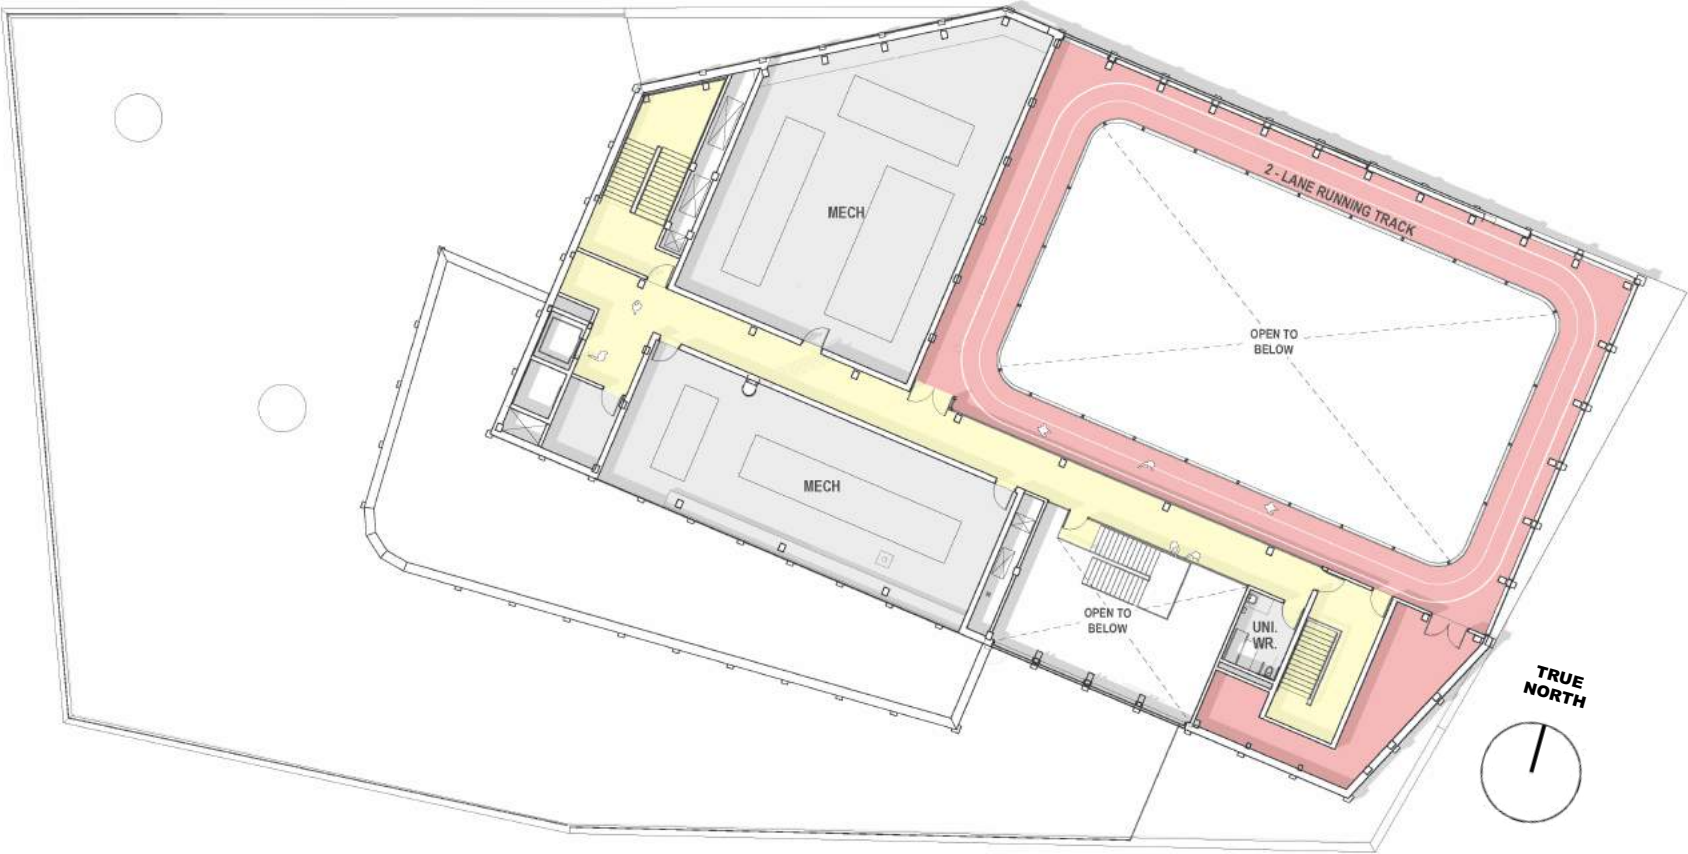 2 - LANE RUNNING TRACK
MECH
OPEN TO
BELOW
MECH
OPEN TO
BELOW
UNI.
WR.
TRUE
NORTH